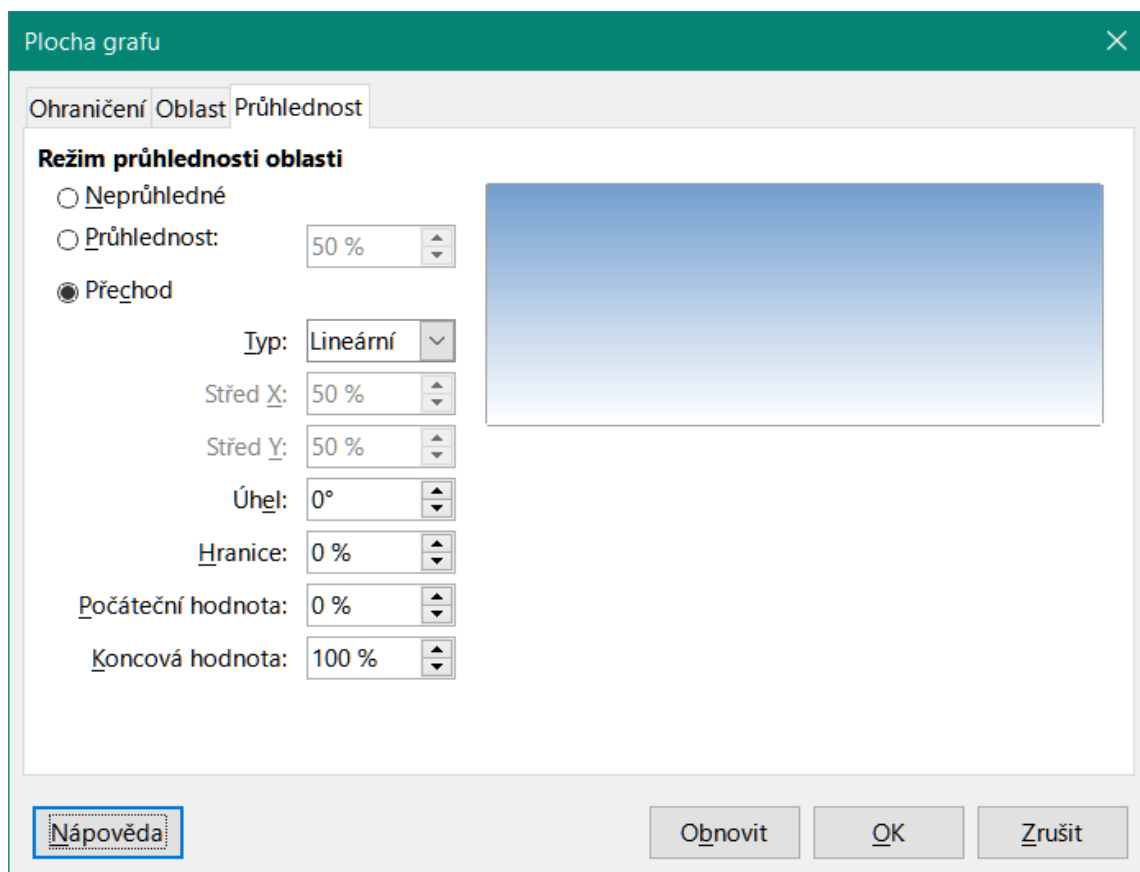 Plocha grafu
Ohraničení Oblast Průhlednost
Režim průhlednosti oblasti
Neprůhledné
Průhlednost: 50 %
Přechod
Typ: Lineární
Střed X: 50 %
Střed Y: 50 %
Úhel: 0°
Hranice: 0 %
Počáteční hodnota: 0 %
Koncová hodnota: 100 %
Nápověda Obnovit OK Zrušit